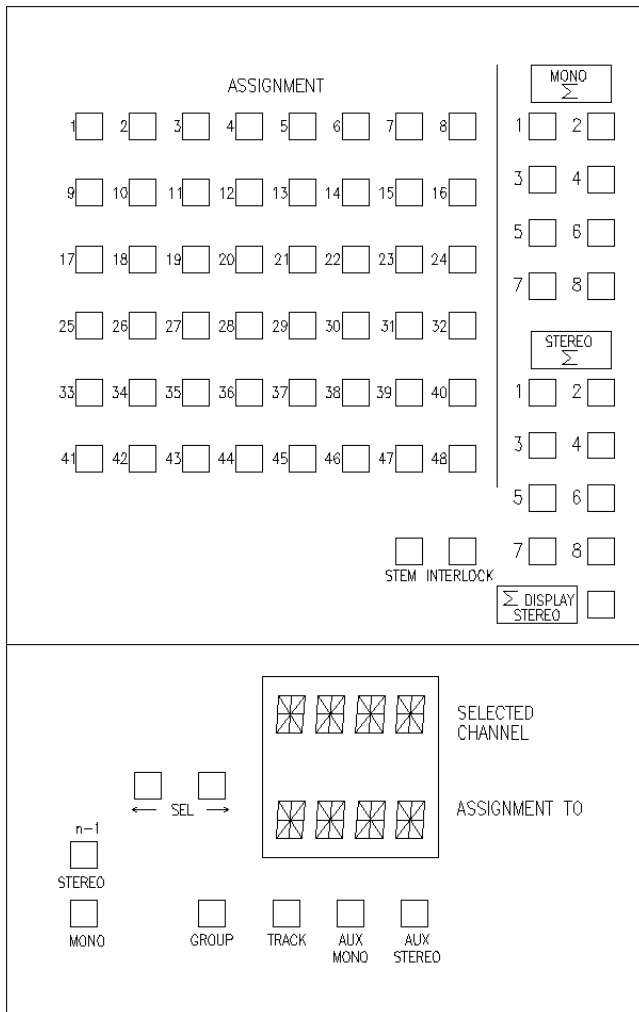 ASSIGNMENT
1 2 3 4 5 6 7 8
9 10 11 12 13 14 15 16
17 18 19 20 21 22 23 24
25 26 27 28 29 30 31 32
33 34 35 36 37 38 39 40
41 42 43 44 45 46 47 48
STEM INTERLOCK
MONO
Σ
1 2
3 4
5 6
7 8
STEREO
Σ
1 2
3 4
5 6
7 8
Σ DISPLAY
STEREO
SELECTED
CHANNEL
ASSIGNMENT TO
← SEL →
n-1
STEREO
MONO
GROUP
TRACK
AUX
MONO
AUX
STEREO